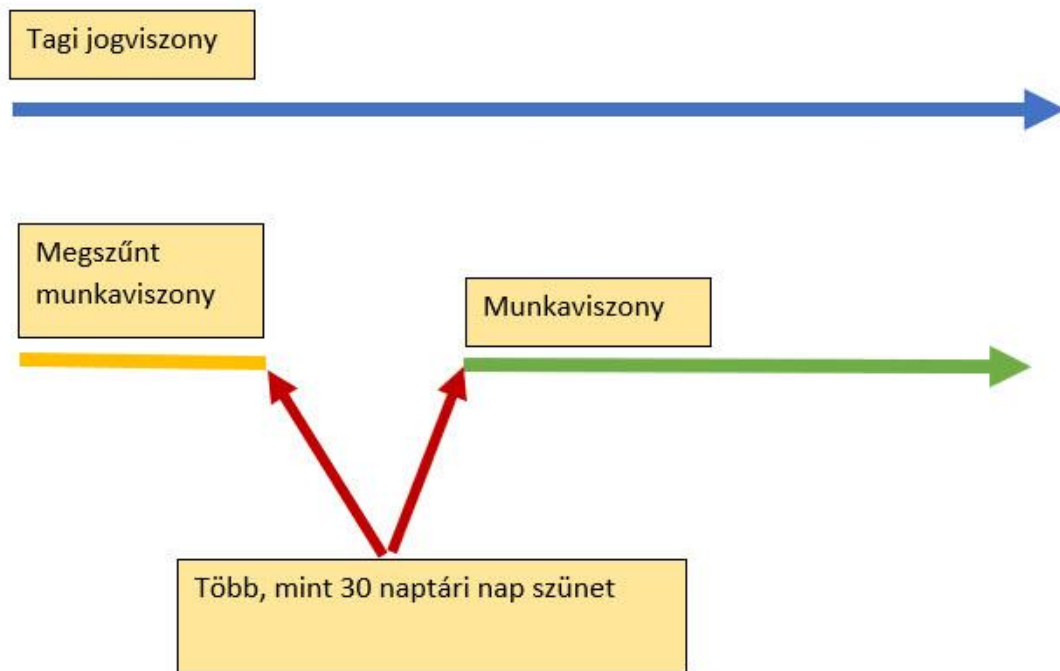 Tagi jogviszony
Megszűnt
munkaviszony
Munkaviszony
Több, mint 30 naptári nap szünet